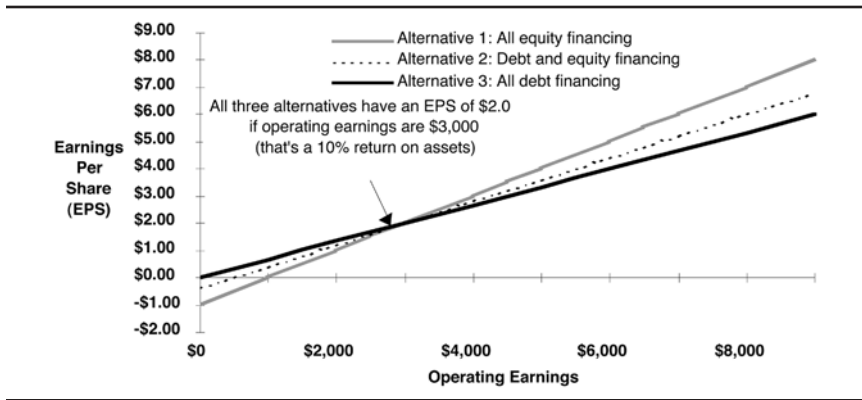 $9.00
$8.00
$7.00
$6.00
$5.00
$4.00
$3.00
$2.00
$1.00
$0.00
-$1.00
-$2.00
Earnings
Per
Share
(EPS)
Alternative 1: All equity financing
Alternative 2: Debt and equity financing
Alternative 3: All debt financing
All three alternatives have an EPS of $2.0
if operating earnings are $3,000
(that's a 10% return on assets)
$0 $2,000 $4,000 $6,000 $8,000
Operating Earnings